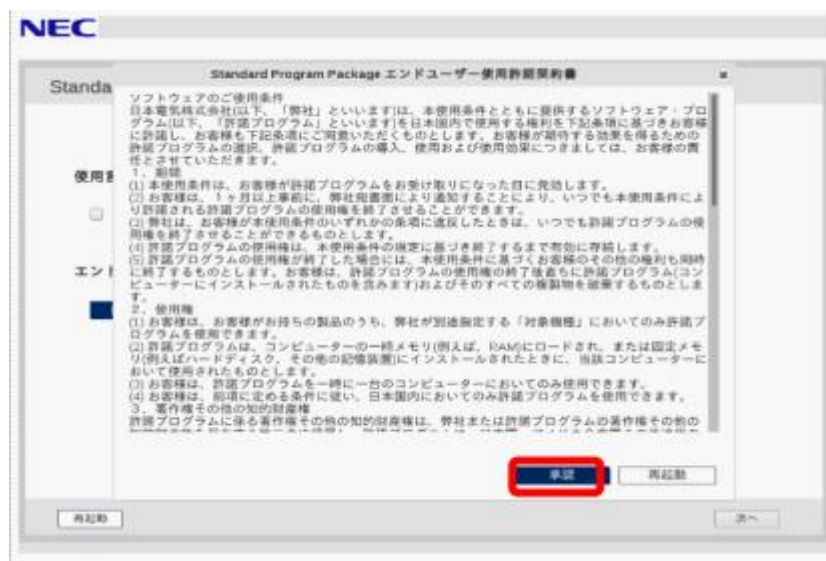 NEC
Standard Program Package エンドユーザー使用許諾契約書
Standa
ソフトウェアのご使用条件
日本電気株式会社(以下、「弊社」といいます)は、本使用条件とともに提供するソフトウェア・プロ
グラム(以下、「許諾プログラム」といいます)を日本国内で使用する権利を下記条項に基づきお客様
に許諾し、お客様も下記条項にご同意いただくものとします。お客様が期待する効果を得るための
許諾プログラムの選択、許諾プログラムの導入、使用および使用効果につきましては、お客様の責
任とさせていただきます。
1、期間
(1) 本使用条件は、お客様が許諾プログラムをお受け取りになった日に発効します。
(2) お客様は、1ヶ月以上事前に、弊社宛書面により通知することにより、いつでも本使用条件によ
り許諾される許諾プログラムの使用権を終了させることができます。
(3) 弊社は、お客様が本使用条件のいずれかの条項に違反したときは、いつでも許諾プログラムの使
用権を終了させることができるものとします。
(4) 許諾プログラムの使用権は、本使用条件の規定に基づき終了するまで有効に存続します。
(5) 許諾プログラムの使用権が終了した場合には、本使用条件に基づくお客様のその他の権利も同時
に終了するものとします。お客様は、許諾プログラムの使用権の終了後直ちに許諾プログラム(コン
ピューターにインストールされたものを含みます)およびそのすべての複製物を破棄するものとしま
す。
2、使用権
(1) お客様は、お客様がお持ちの製品のうち、弊社が別途指定する「対象機種」においてのみ許諾プ
ログラムを使用できます。
(2) 許諾プログラムは、コンピューターの一時メモリ(例えば、RAM)にロードされ、または固定メモ
リ(例えばハードディスク、その他の記憶装置)にインストールされたときに、当該コンピューターに
おいて使用されたものとします。
(3) お客様は、許諾プログラムを一時に一台のコンピューターにおいてのみ使用できます。
(4) お客様は、前項に定める条件に従い、日本国内においてのみ許諾プログラムを使用できます。
3、著作権その他の知的財産権
許諾プログラムに係る著作権その他の知的財産権は、弊社または許諾プログラムの著作権その他の
使用言
エンド
承認
再起動
再起動
次へ